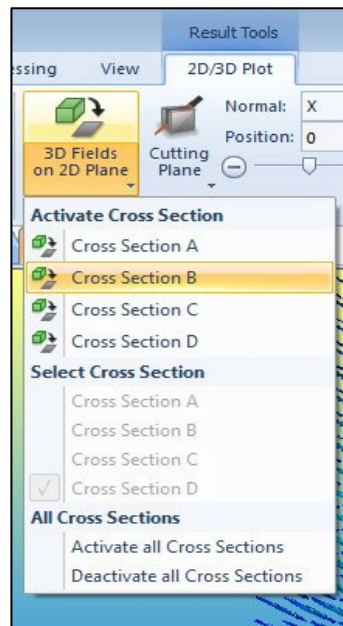 Result Tools
essing View 2D/3D Plot
3D Fields on 2D Plane
Cutting Plane
Normal: X
Position: 0
Activate Cross Section
Cross Section A
Cross Section B
Cross Section C
Cross Section D
Select Cross Section
Cross Section A
Cross Section B
Cross Section C
Cross Section D
All Cross Sections
Activate all Cross Sections
Deactivate all Cross Sections